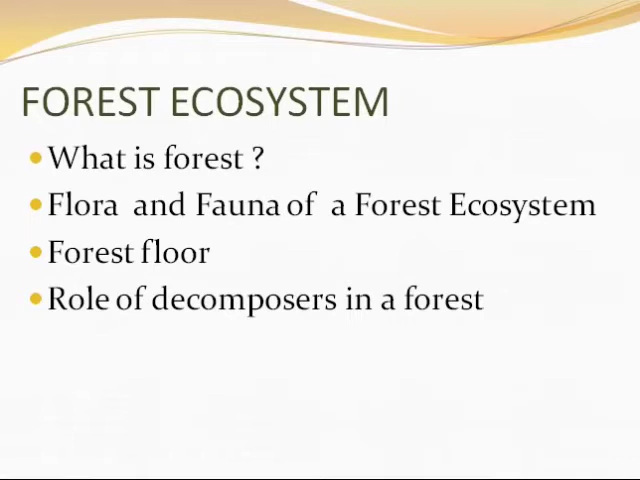 FOREST ECOSYSTEM
What is forest ?
Flora and Fauna of a Forest Ecosystem
Forest floor
Role of decomposers in a forest